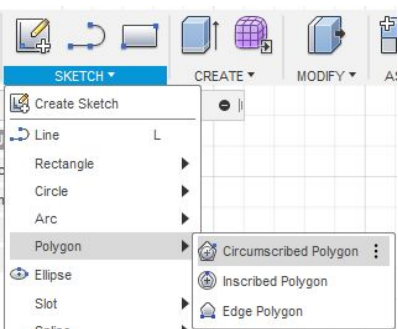 SKETCH ▾ CREATE ▾ MODIFY ▾
Create Sketch
Line L
Rectangle
Circle
Arc
Polygon
Circumscribed Polygon
Ellipse
Inscribed Polygon
Slot
Edge Polygon